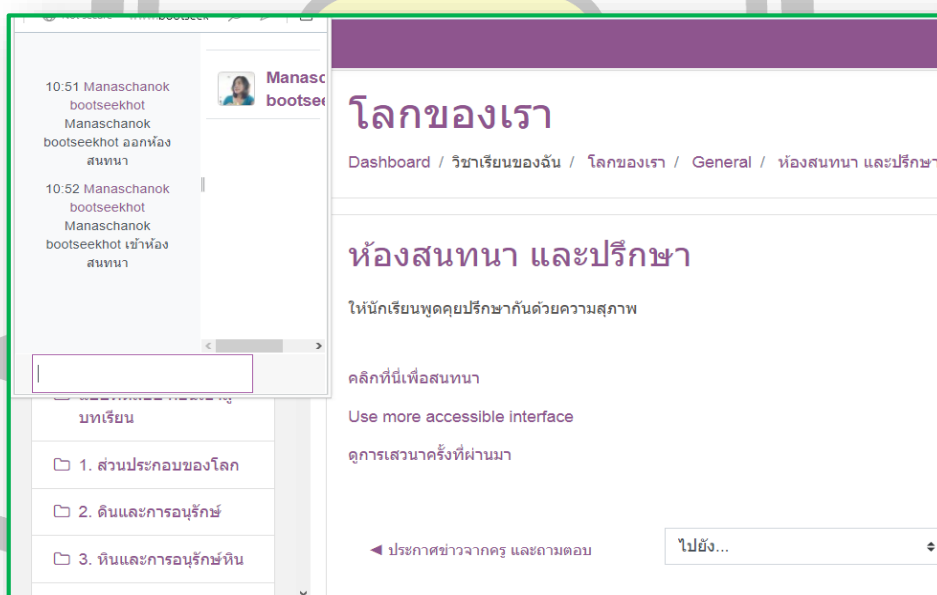 10:51 Manaschanok
bootseekhot
Manaschanok
bootseekhot ออกห้อง
สนทนา
10:52 Manaschanok
bootseekhot
Manaschanok
bootseekhot เข้าห้อง
สนทนา
Manasc
bootsee
โลกของเรา
Dashboard / วิชาเรียนของฉัน / โลกของเรา / General / ห้องสนทนา และปรึกษา
ห้องสนทนา และปรึกษา
ให้นักเรียนพูดคุยปรึกษากันด้วยความสุภาพ
คลิกที่นี่เพื่อสนทนา
Use more accessible interface
ดูการเสวนาครั้งที่ผ่านมา
บทเรียน
1. ส่วนประกอบของโลก
2. ดินและการอนุรักษ์
3. หินและการอนุรักษ์หิน
◄ ประกาศข่าวจากครู และถามตอบ
ไปยัง...